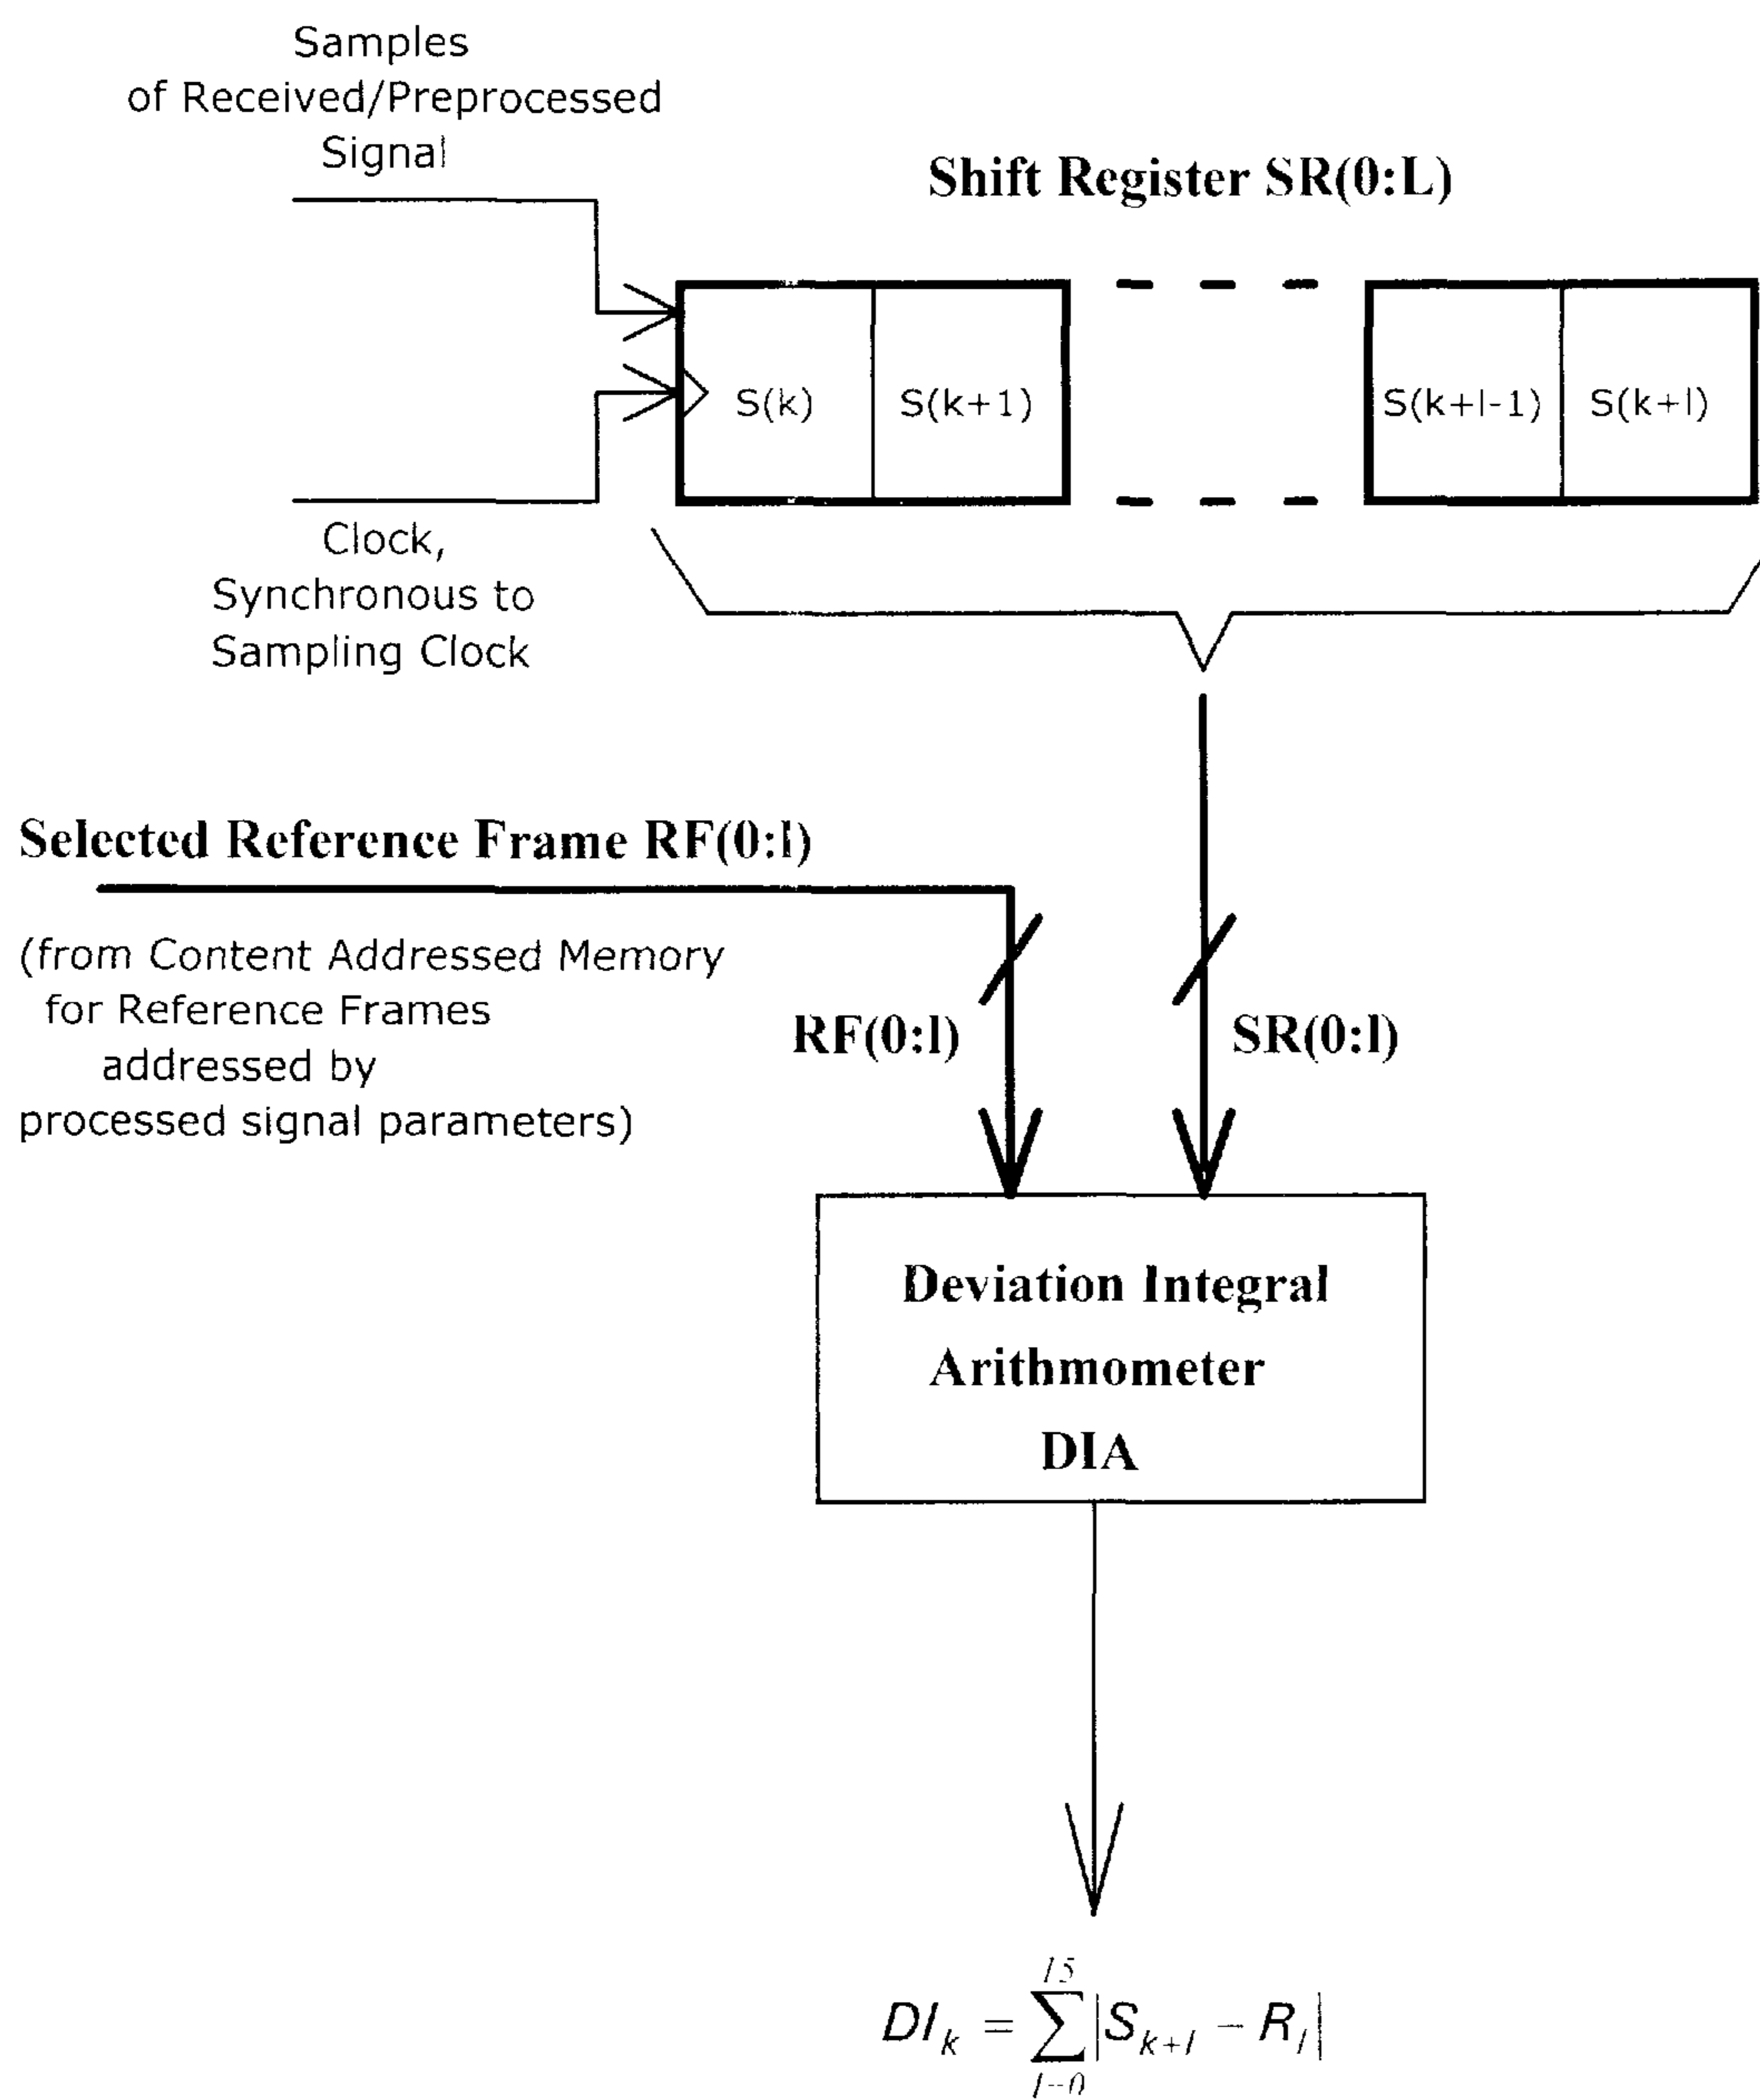 Samples
of Received/Preprocessed
Signal
Shift Register SR(0:L)
S(k)
S(k+1)
S(k+l-1)
S(k+l)
Clock,
Synchronous to
Sampling Clock
Selected Reference Frame RF(0:l)
(from Content Addressed Memory
for Reference Frames
addressed by
processed signal parameters)
RF(0:l)
SR(0:l)
Deviation Integral
Arithmometer
DIA
DI_k = \sum_{l=0}^{15} |S_{k+l} - R_l|